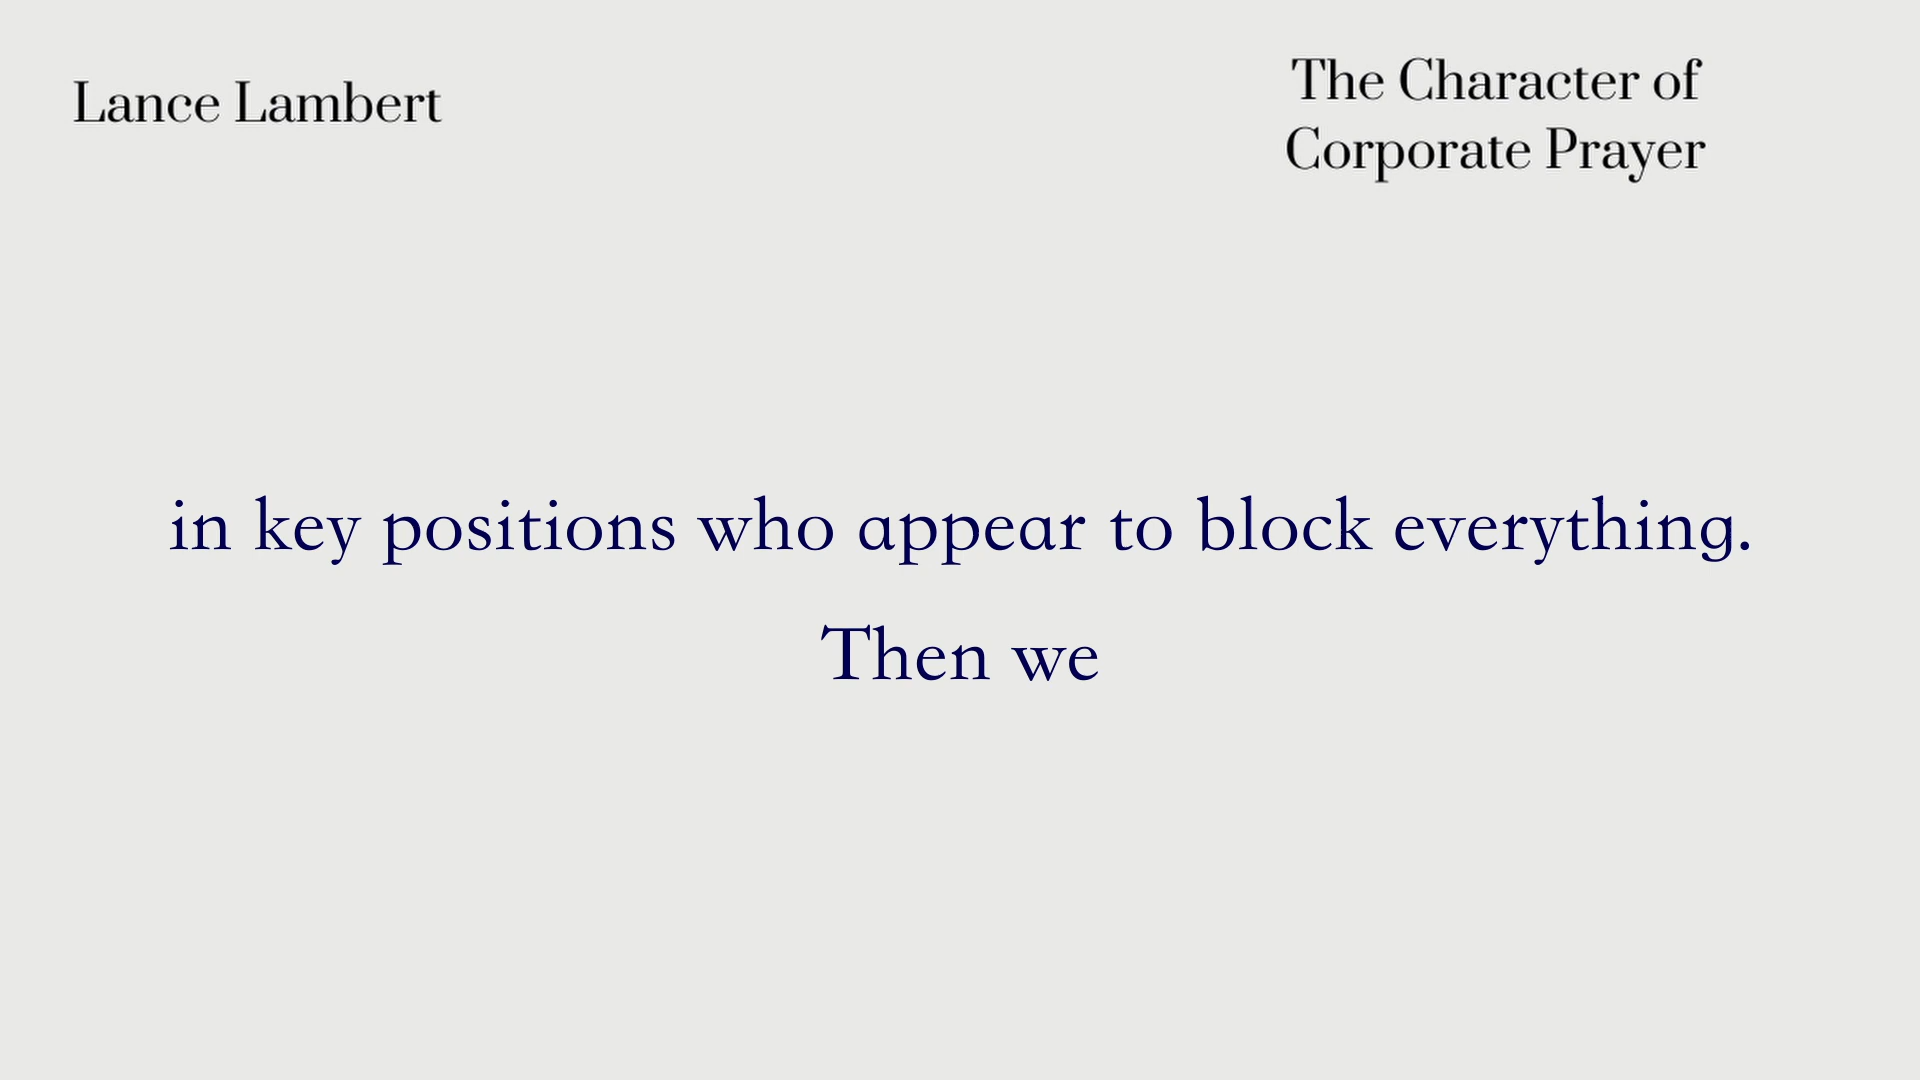 Lance Lambert
The Character of
Corporate Prayer
in key positions who appear to block everything.
Then we